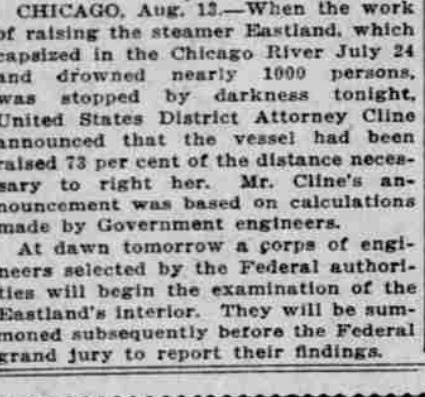 CHICAGO, Aug. 13.—When the work
of raising the steamer Eastland, which
capsized in the Chicago River July 24
and drowned nearly 1000 persons,
was stopped by darkness tonight,
United States District Attorney Cline
announced that the vessel had been
raised 73 per cent of the distance neces-
sary to right her. Mr. Cline's an-
nouncement was based on calculations
made by Government engineers.
At dawn tomorrow a corps of engi-
neers selected by the Federal authori-
ties will begin the examination of the
Eastland's interior. They will be sum-
moned subsequently before the Federal
grand jury to report their findings.